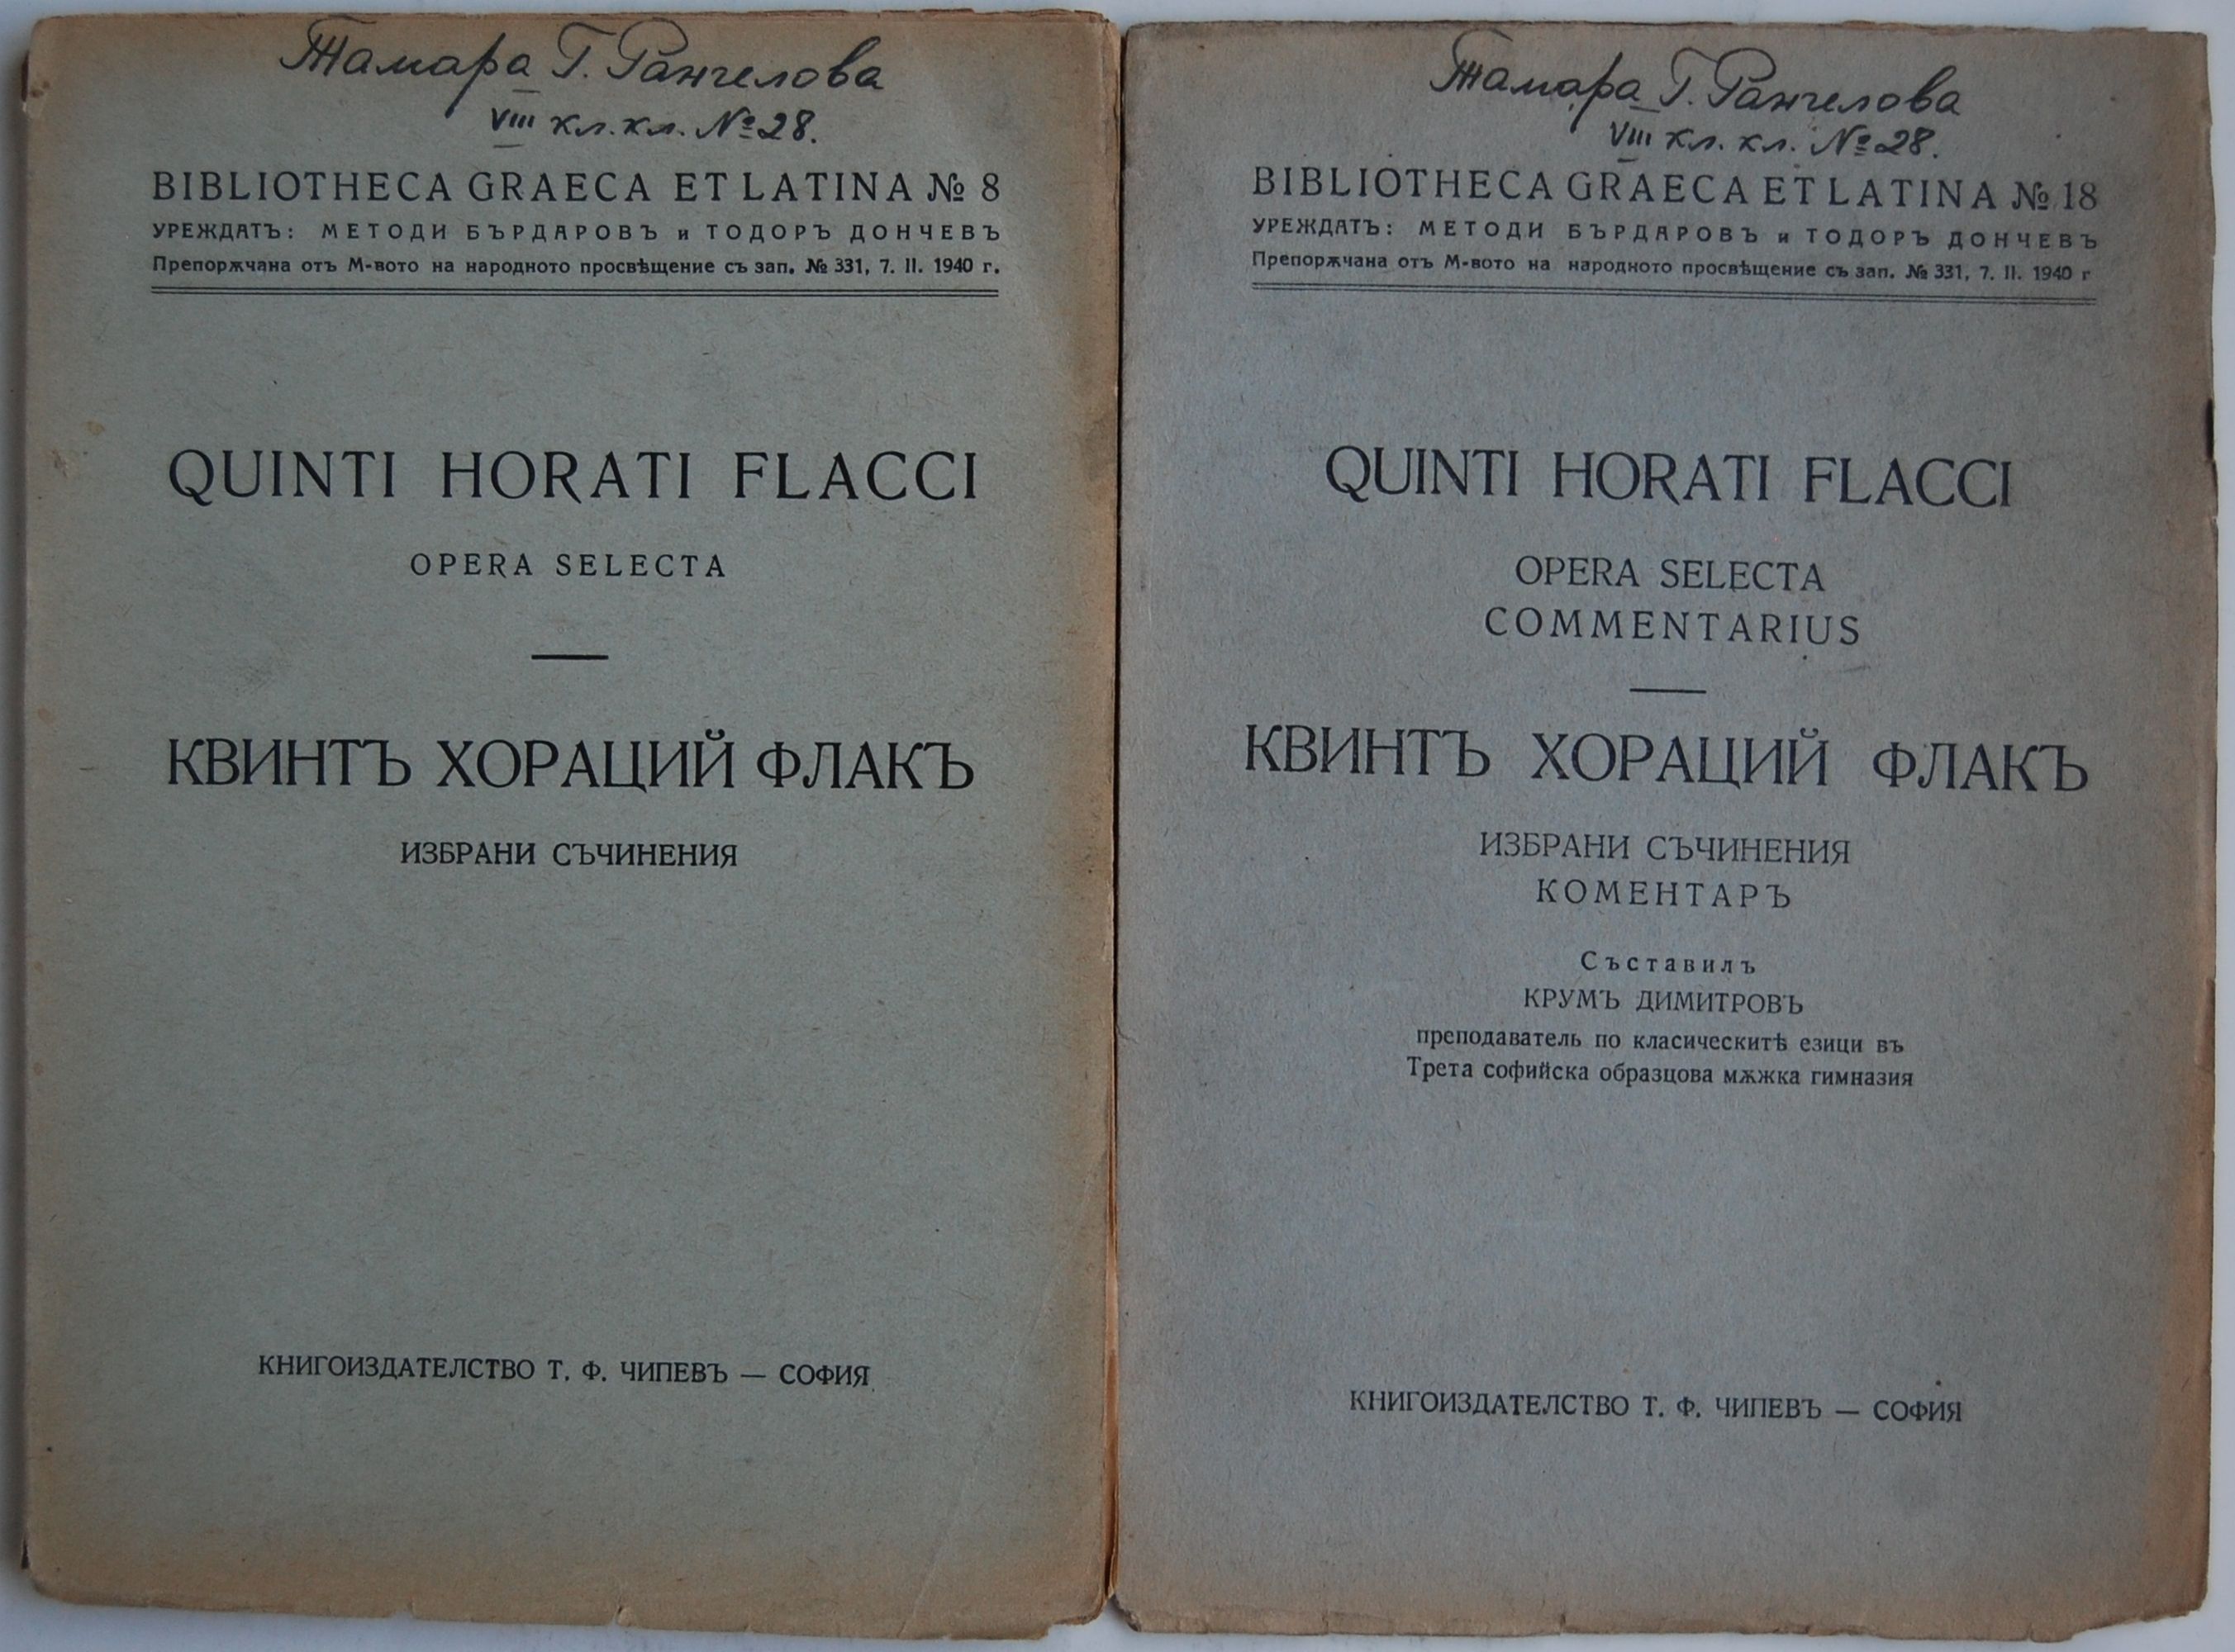 Тамара Г. Рангелова
VIII кл. кл. № 28.
BIBLIOTHECA GRAECA ET LATINA № 8
УРЕЖДАТЪ: МЕТОДИ БЪРДАРОВЪ и ТОДОРЪ ДОНЧЕВЪ
Препорѫчана отъ М-вото на народното просвѣщение съ зап. № 331, 7. II. 1940 г.
QUINTI HORATI FLACCI
OPERA SELECTA
КВИНТЪ ХОРАЦИЙ ФЛАКЪ
ИЗБРАНИ СЪЧИНЕНИЯ
КНИГОИЗДАТЕЛСТВО Т. Ф. ЧИПЕВЪ — СОФИЯ
Тамара Г. Рангелова
VIII кл. кл. № 28.
BIBLIOTHECA GRAECA ET LATINA № 18
УРЕЖДАТЪ: МЕТОДИ БЪРДАРОВЪ и ТОДОРЪ ДОНЧЕВЪ
Препорѫчана отъ М-вото на народното просвѣщение съ зап. № 331, 7. II. 1940 г
QUINTI HORATI FLACCI
OPERA SELECTA
COMMENTARIUS
КВИНТЪ ХОРАЦИЙ ФЛАКЪ
ИЗБРАНИ СЪЧИНЕНИЯ
КОМЕНТАРЪ
Съставилъ
КРУМЪ ДИМИТРОВЪ
преподаватель по класическитѣ езици въ
Трета софийска образцова мѫжка гимназия
КНИГОИЗДАТЕЛСТВО Т. Ф. ЧИПЕВЪ — СОФИЯ